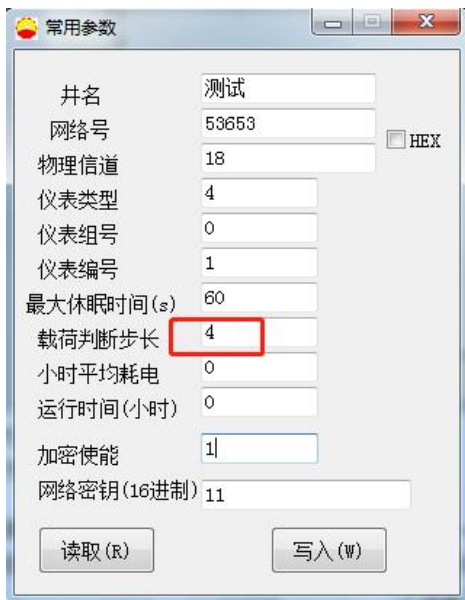 常用参数
井名 测试
网络号 53653
HEX
物理信道 18
仪表类型 4
仪表组号 0
仪表编号 1
最大休眠时间(s) 60
载荷判断步长 4
小时平均耗电 0
运行时间(小时) 0
加密使能 1
网络密钥(16进制) 11
读取(R) 写入(W)